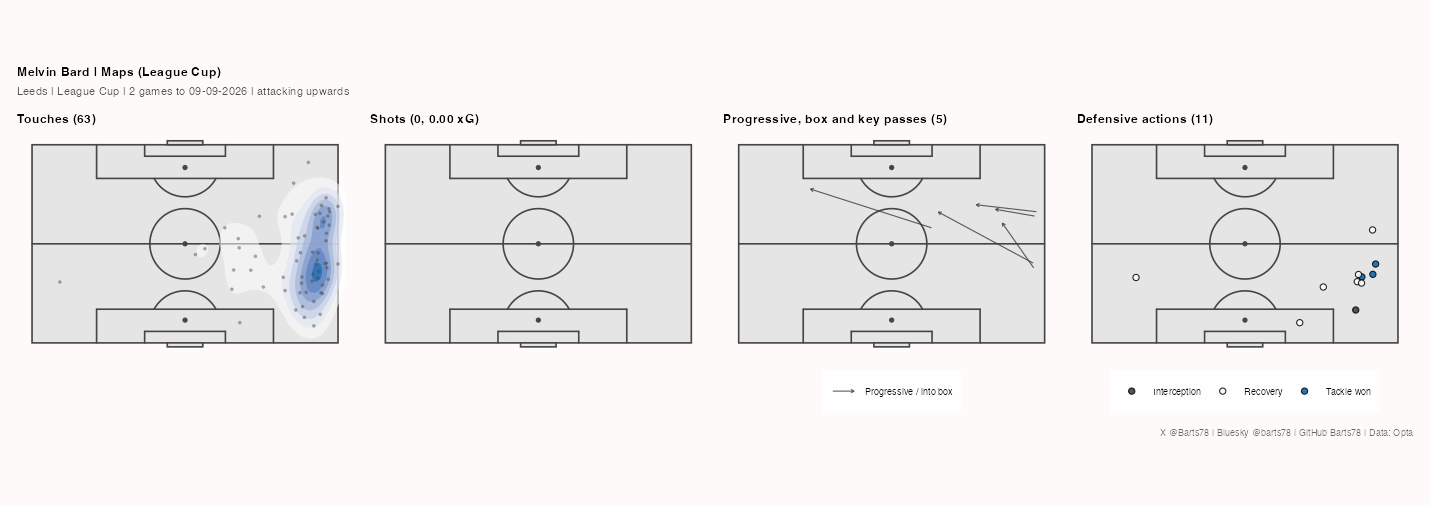 Melvin Bard | Maps (League Cup)
Leeds | League Cup | 2 games to 09-09-2026 | attacking upwards
Touches (63)
Shots (0, 0.00 xG)
Progressive, box and key passes (5)
Defensive actions (11)
Progressive / into box
Interception
Recovery
Tackle won
X @Barts78 | Bluesky @barts78 | GitHub Barts78 | Data: Opta